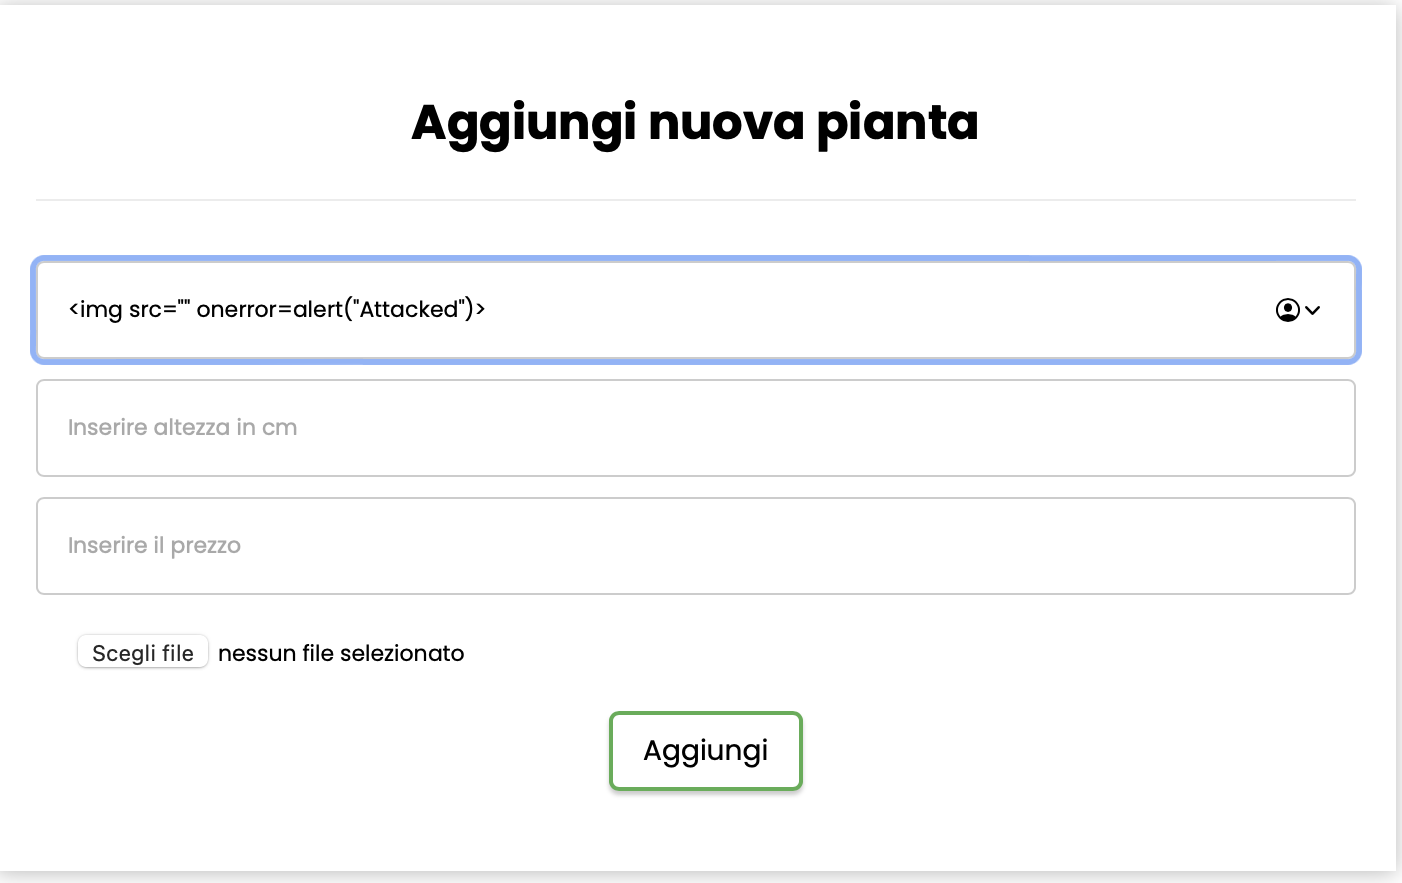 Aggiungi nuova pianta
<img src="" onerror=alert("Attacked")>
Inserire altezza in cm
Inserire il prezzo
Scegli file nessun file selezionato
Aggiungi